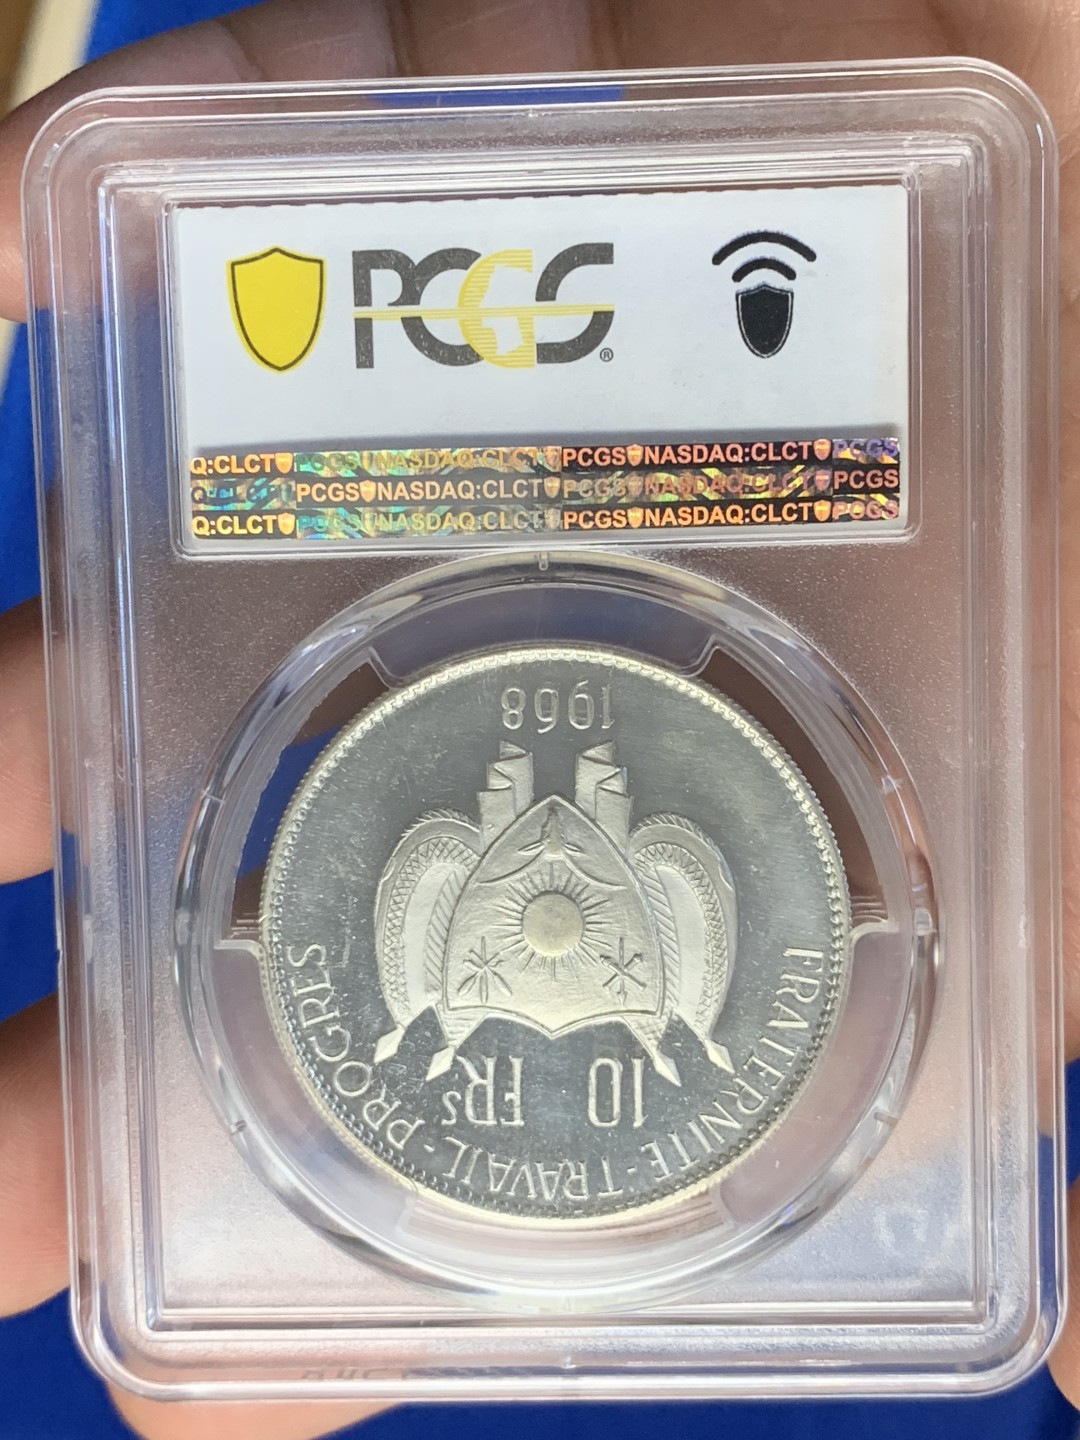 PCGS®
Q:CLCT PCGS NASDAQ:CLCT PCGS NASDAQ:CLCT PCGS
Q:CLCT PCGS NASDAQ:CLCT PCGS NASDAQ:CLCT PCGS
Q:CLCT PCGS NASDAQ:CLCT PCGS NASDAQ:CLCT PCGS
FRATERNITE - TRAVAIL - PROGRES
10 FRS
1968